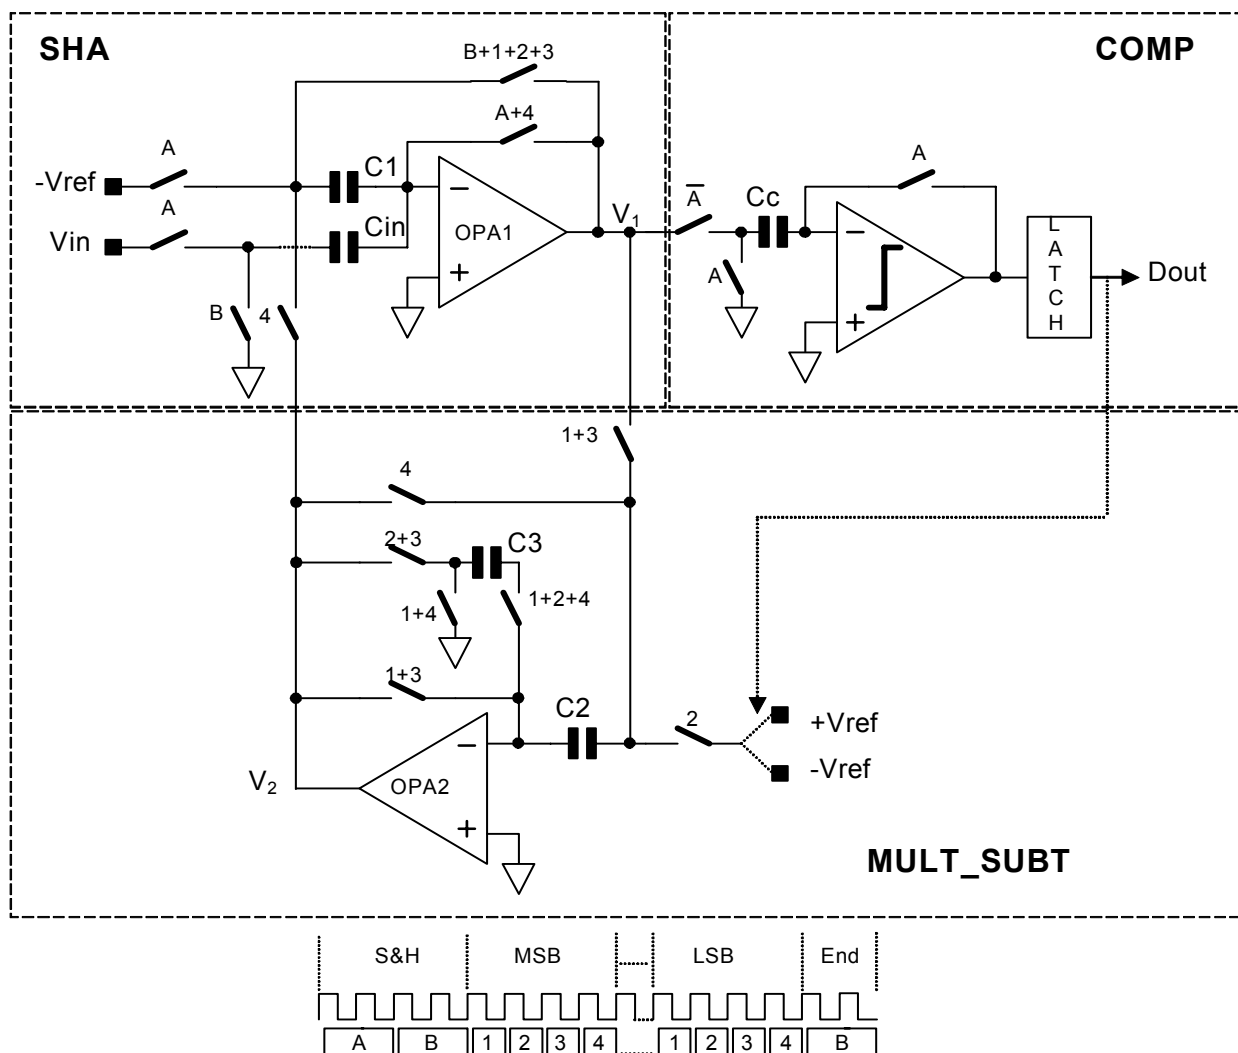 SHA
COMP
B+1+2+3
A+4
A
C1
-Vref
A
Vin
Cin
OPA1
V1
B
4
A̅
Cc
A
A
LATCH
Dout
1+3
4
2+3
C3
1+4
1+2+4
1+3
C2
2
+Vref
-Vref
V2
OPA2
MULT_SUBT
S&H MSB LSB End
A B 1 2 3 4 1 2 3 4 B